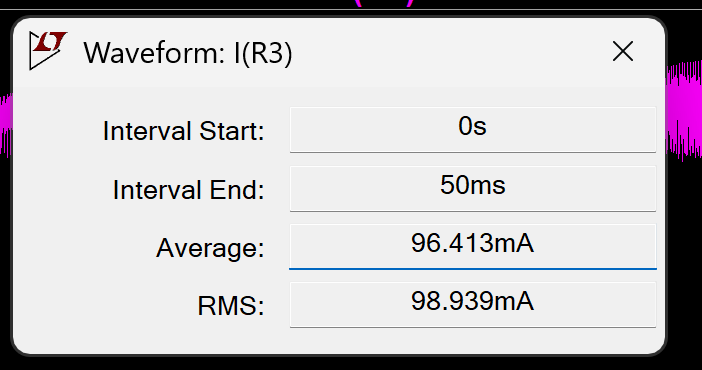 Waveform: I(R3)
Interval Start: 0s
Interval End: 50ms
Average: 96.413mA
RMS: 98.939mA